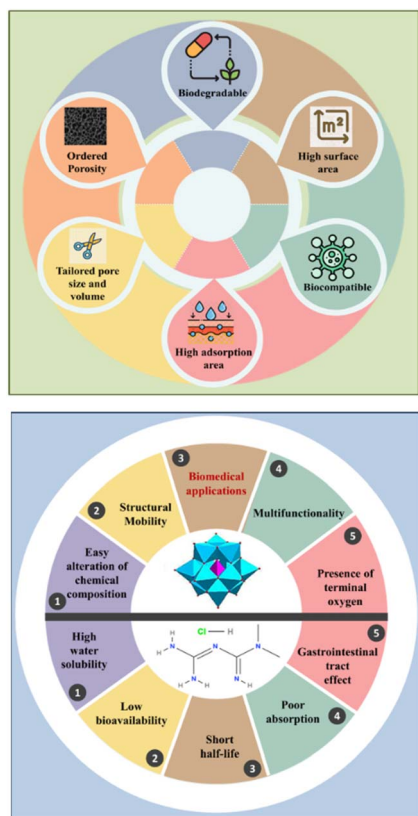 Biodegradable
m²
High surface
area
Ordered
Porosity
Tailored pore
size and volume
Biocompatible
High adsorption
area
3
Biomedical
applications
4
Multifunctionality
2
Structural
Mobility
5
Presence of
terminal
oxygen
Easy
alteration of
chemical
composition
1
High
water
solubility
1
Cl H
H N H
N
N
N H
H
N
H
5
Gastrointestinal
tract
effect
Low
bioavailability
2
Short
half-life
3
Poor
absorption
4